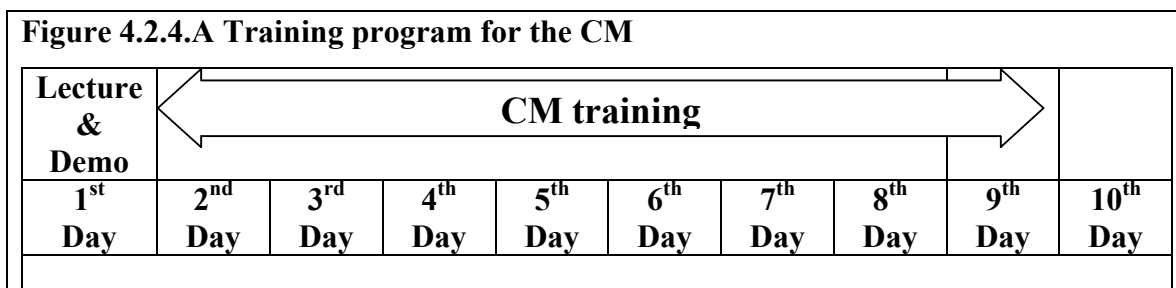 Figure 4.2.4.A Training program for the CM
Lecture
&
Demo
CM training
1st Day
2nd Day
3rd Day
4th Day
5th Day
6th Day
7th Day
8th Day
9th Day
10th Day